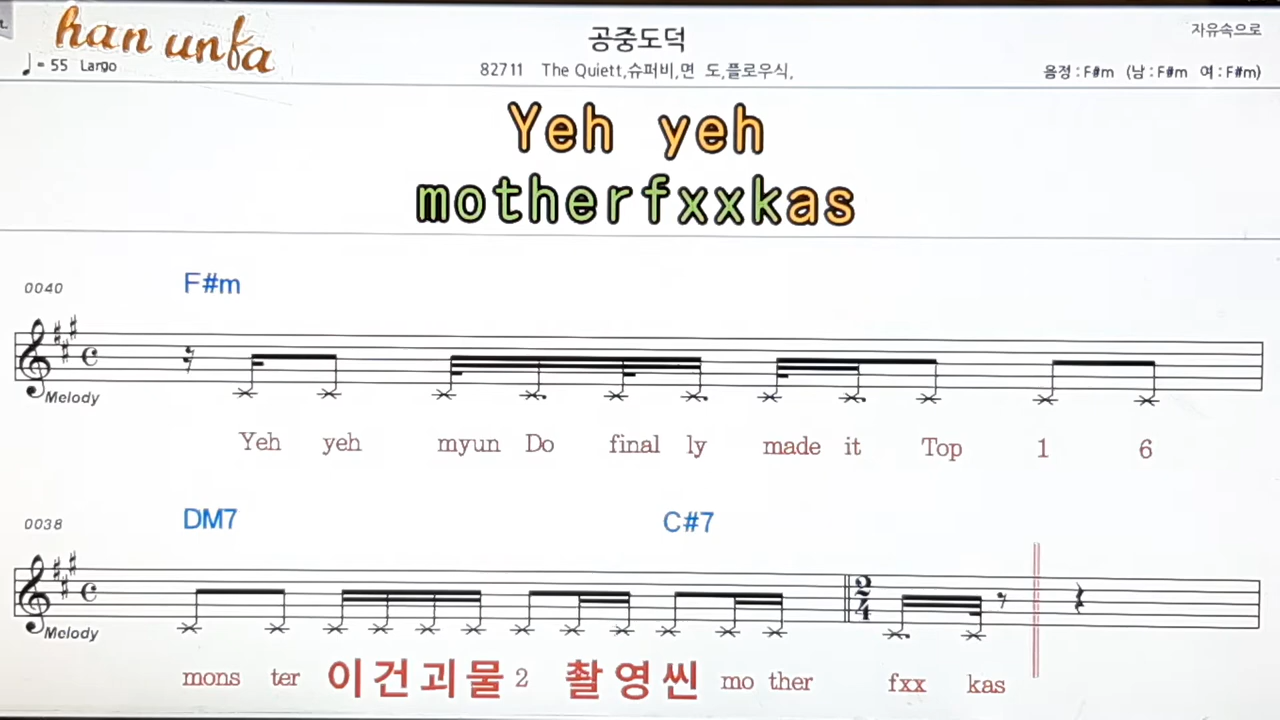 han unfa
공중도덕
자유속으로
♩ = 55 Largo
82711 The Quiett,슈퍼비,면 도,플로우식,
음정 : F#m (남 : F#m 여 : F#m)
Yeh yeh
motherfxxkas
0040
F#m
Melody
Yeh yeh myun Do final ly made it Top 1 6
0038
DM7 C#7
2
4
Melody
mons ter 이건괴물 2 촬영씬 mo ther fxx kas